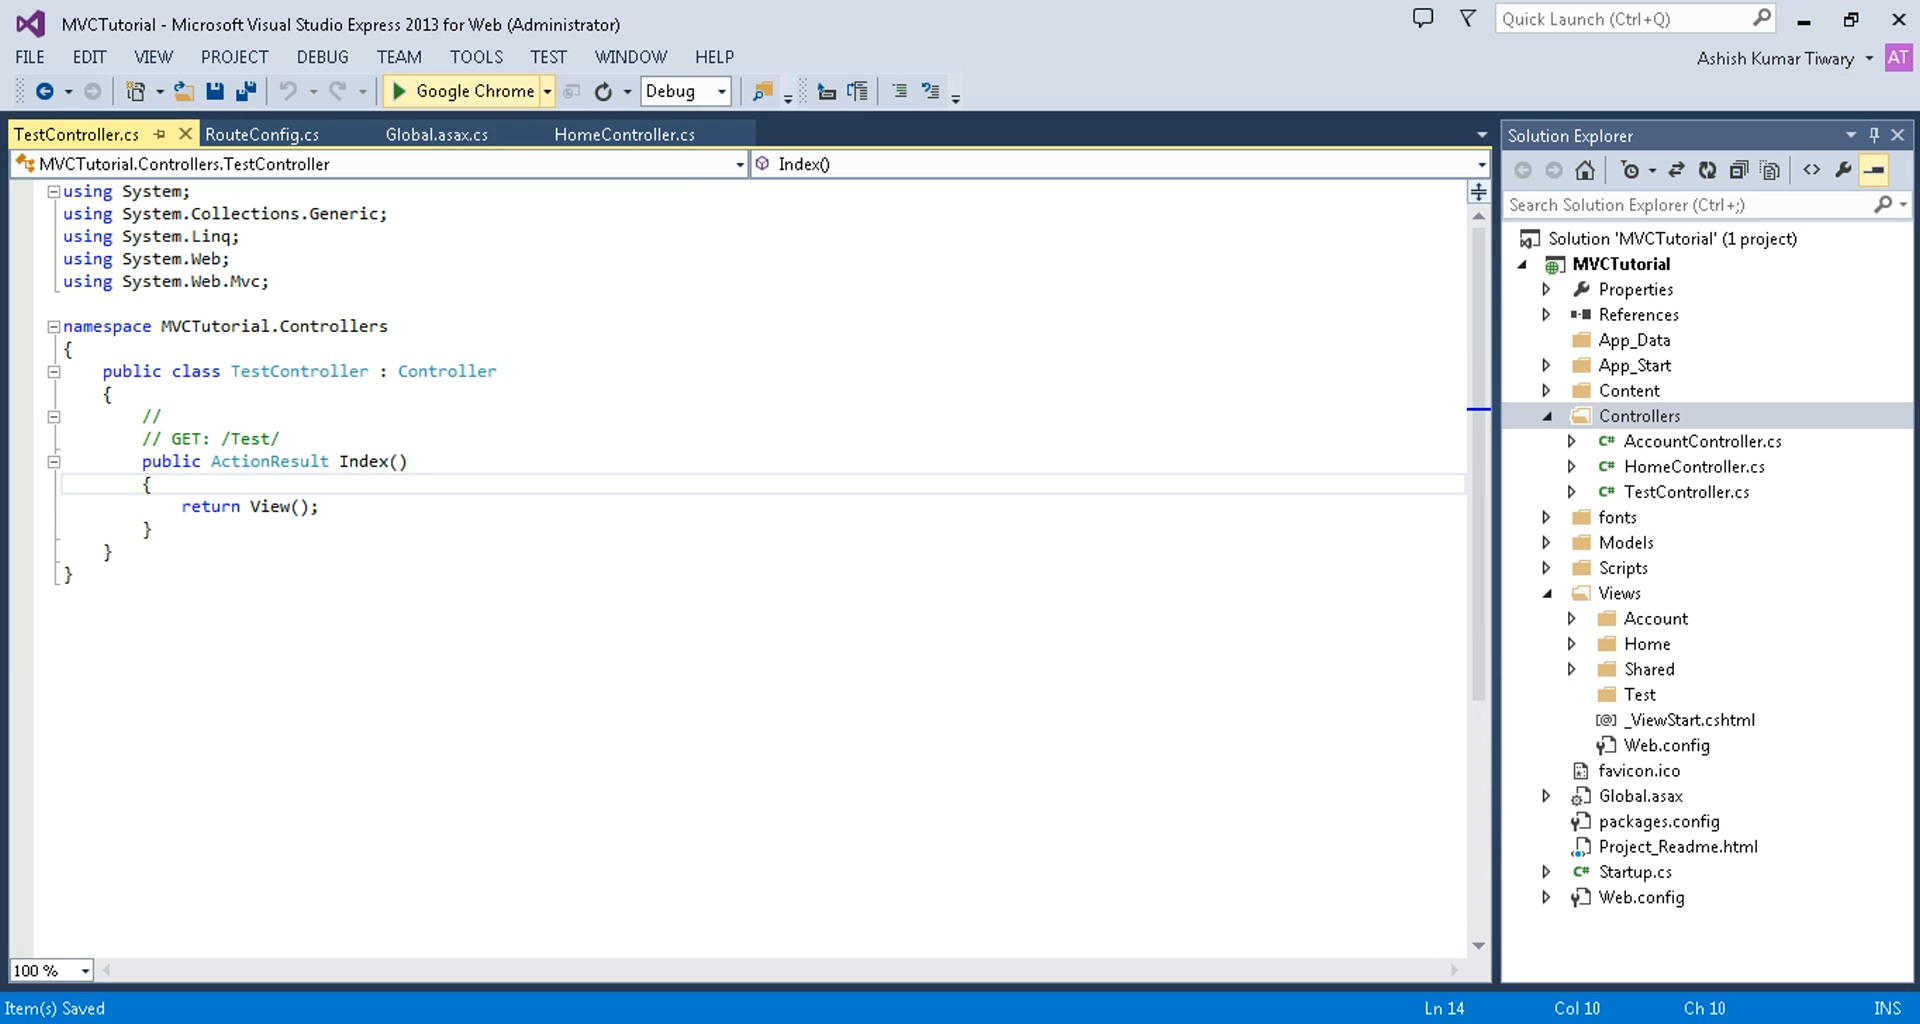 MVCTutorial - Microsoft Visual Studio Express 2013 for Web (Administrator)
Quick Launch (Ctrl+Q)
FILE EDIT VIEW PROJECT DEBUG TEAM TOOLS TEST WINDOW HELP
Ashish Kumar Tiwary AT
Google Chrome Debug
TestController.cs RouteConfig.cs Global.asax.cs HomeController.cs
MVCTutorial.Controllers.TestController Index()
using System;
using System.Collections.Generic;
using System.Linq;
using System.Web;
using System.Web.Mvc;
namespace MVCTutorial.Controllers
{
public class TestController : Controller
{
//
// GET: /Test/
public ActionResult Index()
{
return View();
}
}
}
100 %
Solution Explorer
Search Solution Explorer (Ctrl+;)
Solution 'MVCTutorial' (1 project)
MVCTutorial
Properties
References
App_Data
App_Start
Content
Controllers
C# AccountController.cs
C# HomeController.cs
C# TestController.cs
fonts
Models
Scripts
Views
Account
Home
Shared
Test
[@] _ViewStart.cshtml
Web.config
favicon.ico
Global.asax
packages.config
Project_Readme.html
C# Startup.cs
Web.config
Item(s) Saved Ln 14 Col 10 Ch 10 INS